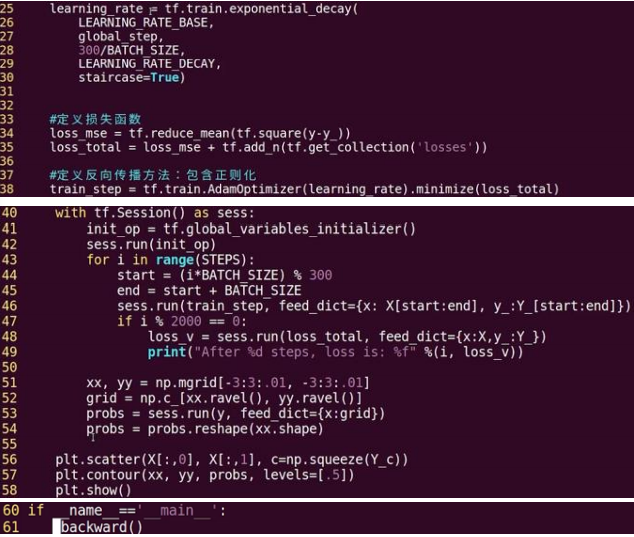 25 learning_rate = tf.train.exponential_decay(
26 LEARNING_RATE_BASE,
27 global_step,
28 300/BATCH_SIZE,
29 LEARNING_RATE_DECAY,
30 staircase=True)
31
32
33 #定义损失函数
34 loss_mse = tf.reduce_mean(tf.square(y-y_))
35 loss_total = loss_mse + tf.add_n(tf.get_collection('losses'))
36
37 #定义反向传播方法：包含正则化
38 train_step = tf.train.AdamOptimizer(learning_rate).minimize(loss_total)
40 with tf.Session() as sess:
41 init_op = tf.global_variables_initializer()
42 sess.run(init_op)
43 for i in range(STEPS):
44 start = (i*BATCH_SIZE) % 300
45 end = start + BATCH_SIZE
46 sess.run(train_step, feed_dict={x: X[start:end], y_:Y_[start:end]})
47 if i % 2000 == 0:
48 loss_v = sess.run(loss_total, feed_dict={x:X,y_:Y_})
49 print("After %d steps, loss is: %f" %(i, loss_v))
50
51 xx, yy = np.mgrid[-3:3:.01, -3:3:.01]
52 grid = np.c_[xx.ravel(), yy.ravel()]
53 probs = sess.run(y, feed_dict={x:grid})
54 probs = probs.reshape(xx.shape)
55
56 plt.scatter(X[:,0], X[:,1], c=np.squeeze(Y_c))
57 plt.contour(xx, yy, probs, levels=[.5])
58 plt.show()
60 if __name__=='__main__':
61 backward()